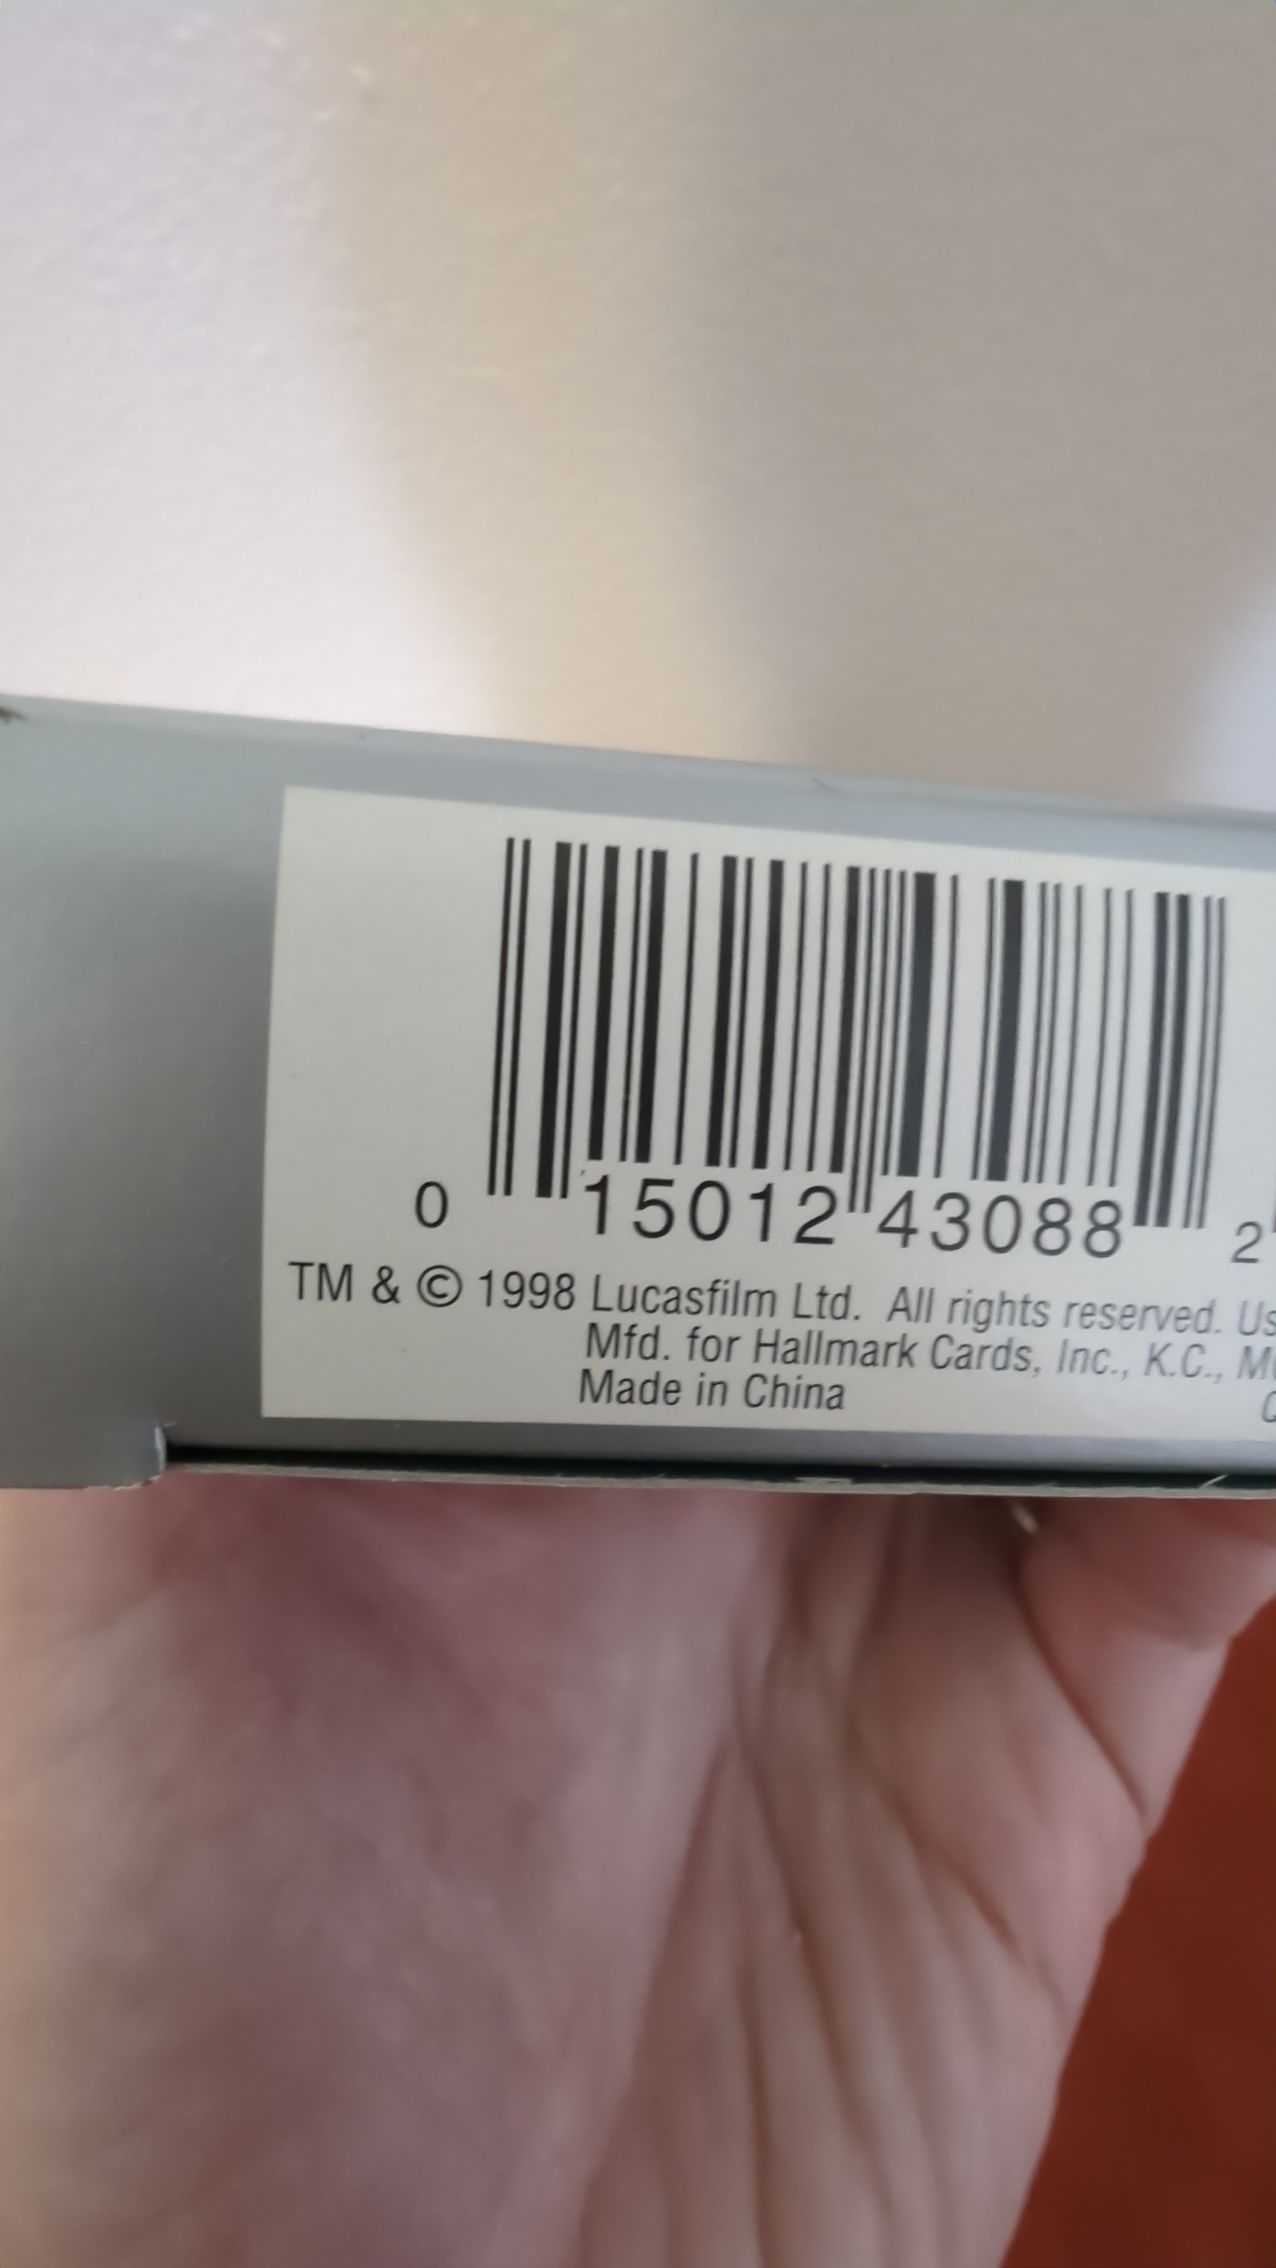 0 15012 43088 2
TM & © 1998 Lucasfilm Ltd. All rights reserved. Us
Mfd. for Hallmark Cards, Inc., K.C., M
Made in China